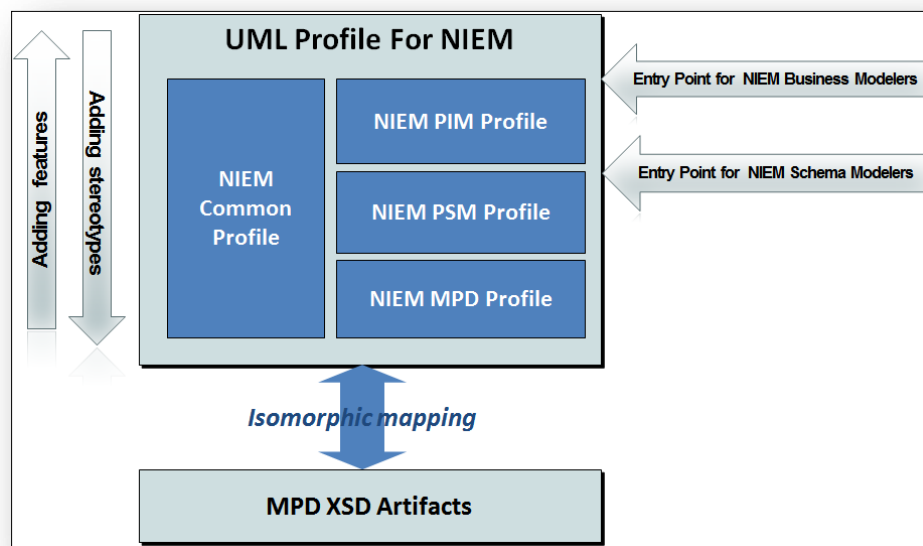 UML Profile For NIEM
Adding features
Adding stereotypes
NIEM
Common
Profile
NIEM PIM Profile
NIEM PSM Profile
NIEM MPD Profile
Entry Point for NIEM Business Modelers
Entry Point for NIEM Schema Modelers
Isomorphic mapping
MPD XSD Artifacts